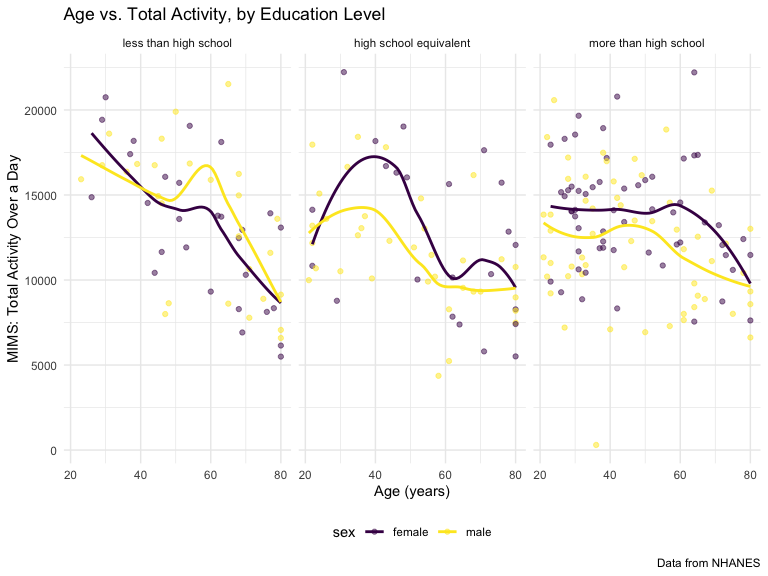 Age vs. Total Activity, by Education Level
less than high school
high school equivalent
more than high school
MIMS: Total Activity Over a Day
20000
15000
10000
5000
0
20 40 60 80
20 40 60 80
20 40 60 80
Age (years)
sex female male
Data from NHANES